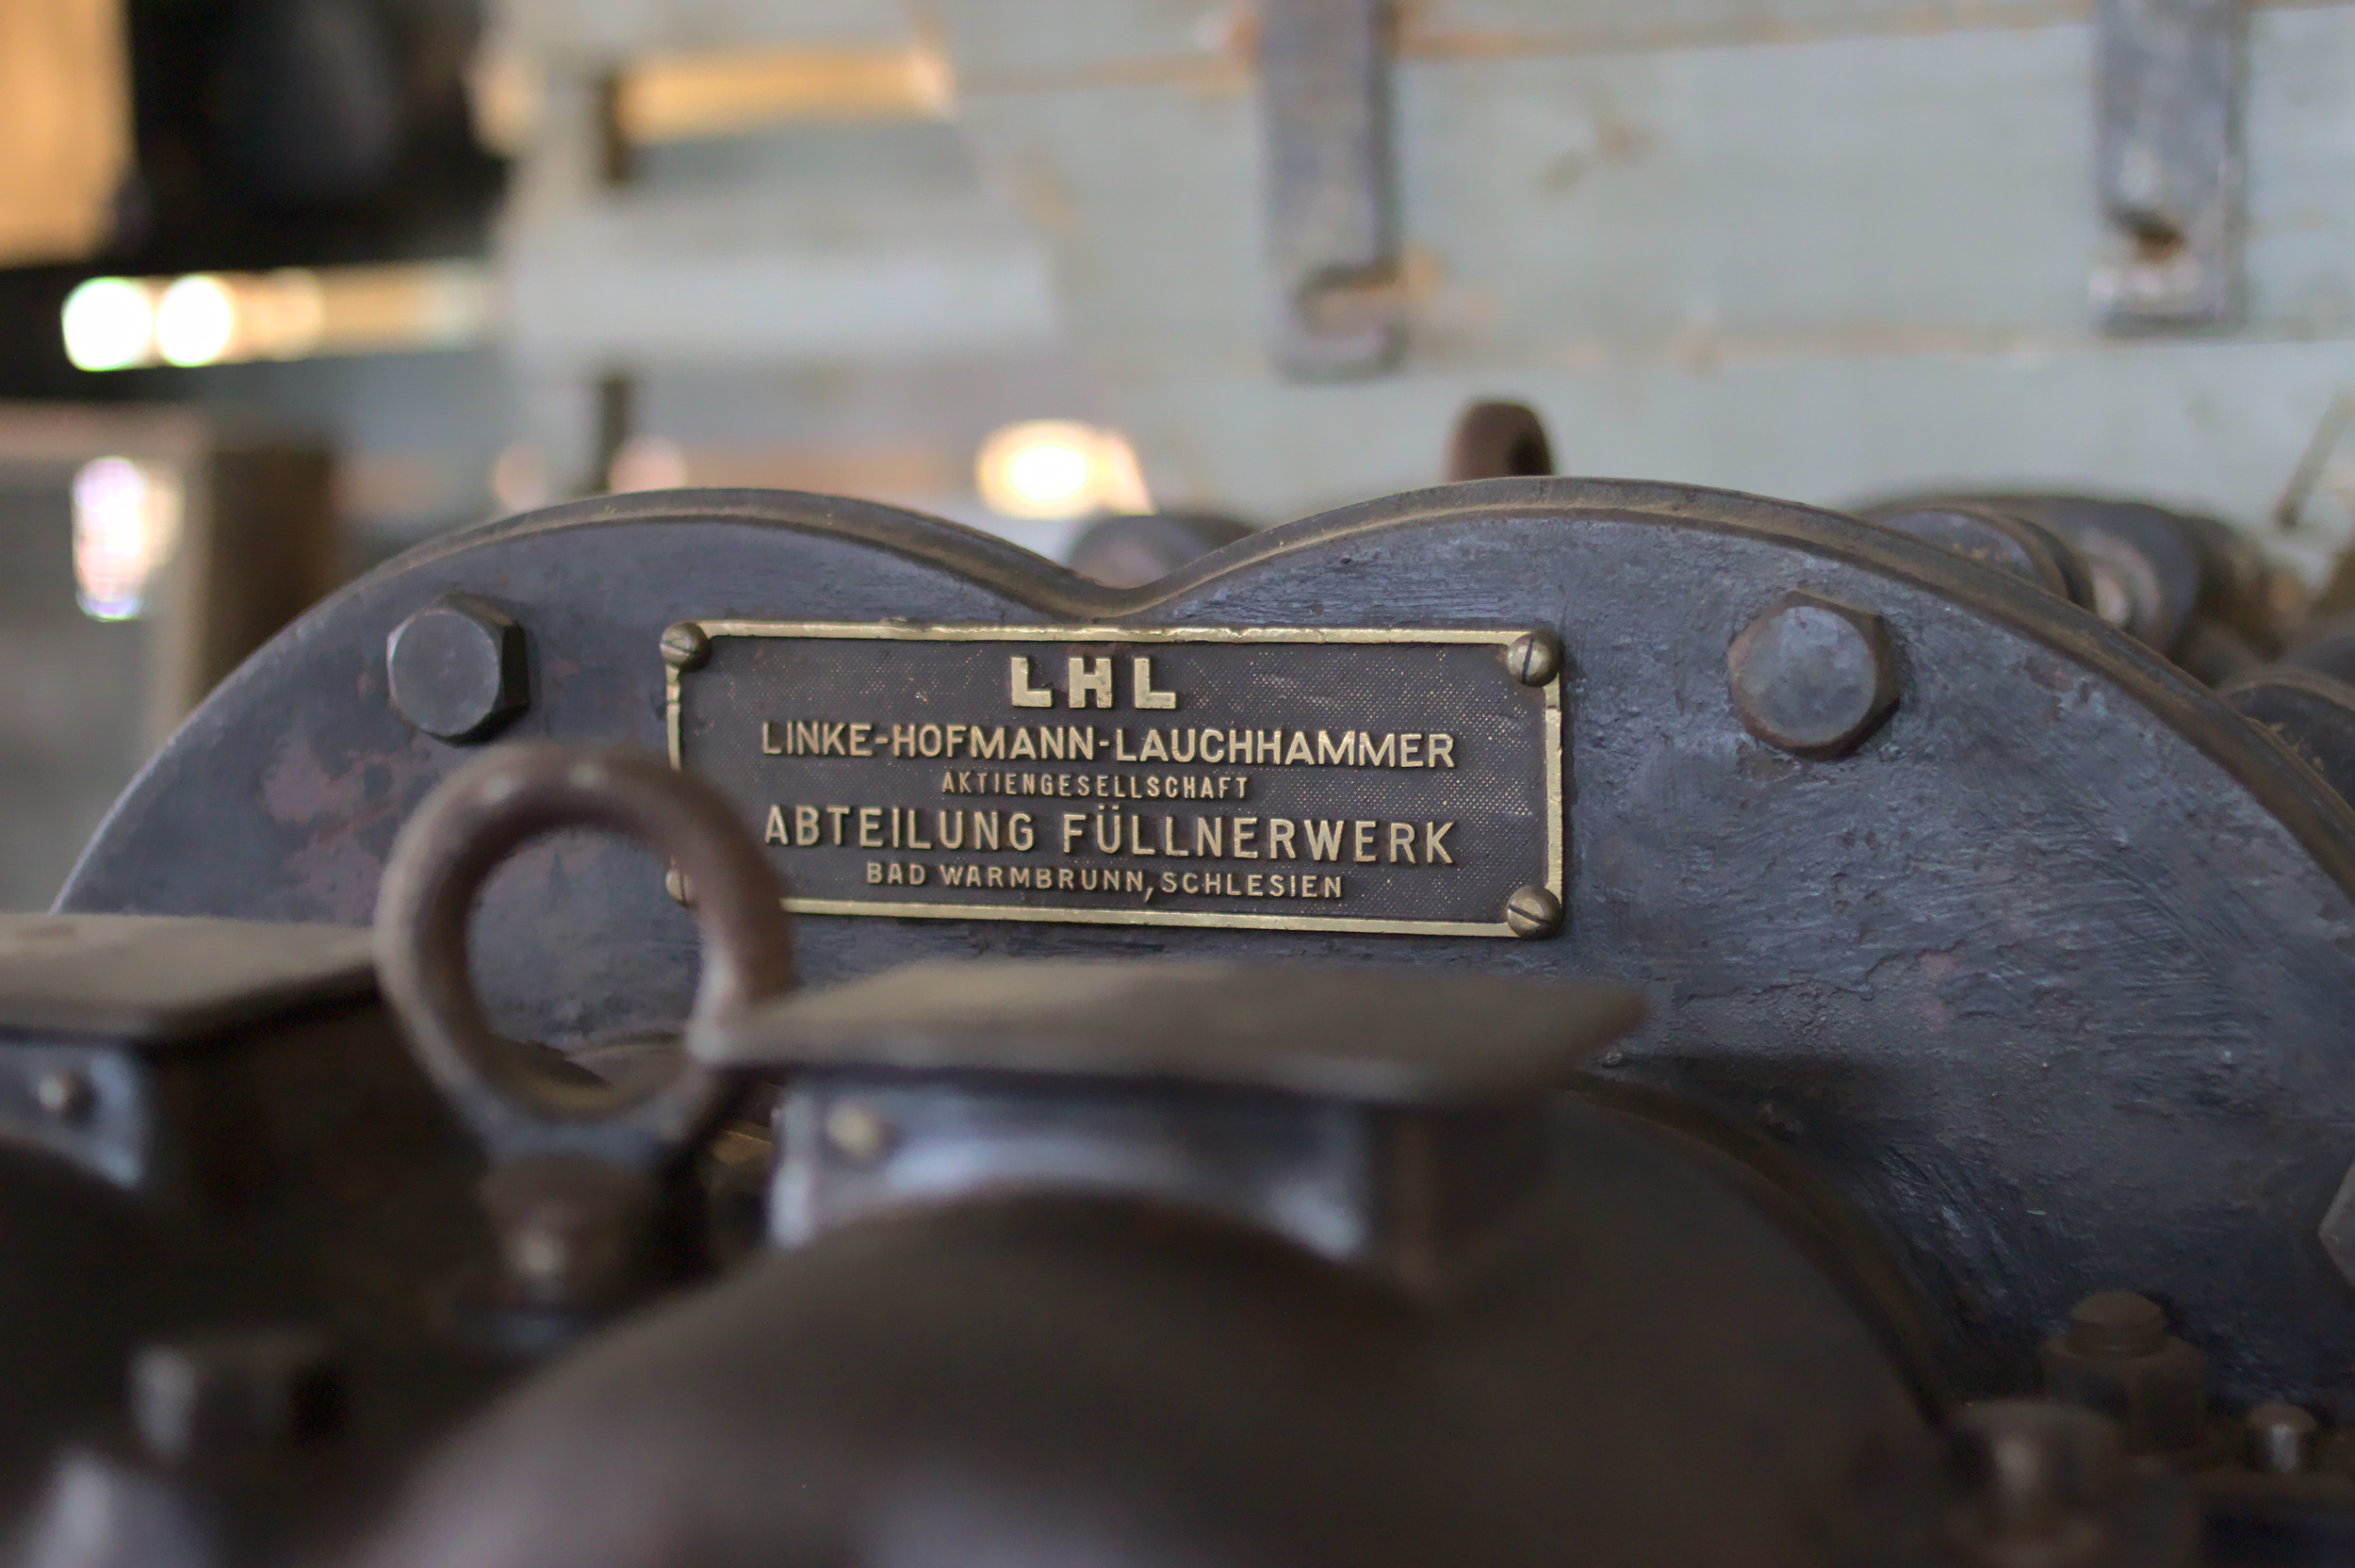 LHL
LINKE-HOFMANN-LAUCHHAMMER
AKTIENGESELLSCHAFT
ABTEILUNG FÜLLNERWERK
BAD WARMBRUNN, SCHLESIEN